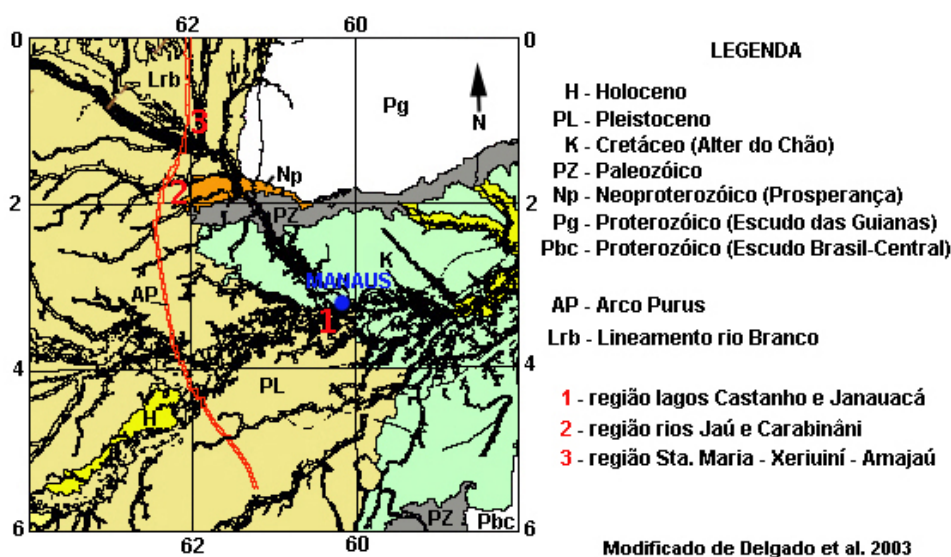 62
60
0
0
Lrb
Pg
N
3
2
Np
2
2
PZ
K
MANAUS
AP
1
4
4
PL
H
6
PZ
Pbc
6
62
60
LEGENDA
H - Holoceno
PL - Pleistoceno
K - Cretáceo (Alter do Chão)
PZ - Paleozóico
Np - Neoproterozóico (Prosperança)
Pg - Proterozóico (Escudo das Guianas)
Pbc - Proterozóico (Escudo Brasil-Central)
AP - Arco Purus
Lrb - Lineamento rio Branco
1 - região lagos Castanho e Janauacá
2 - região rios Jaú e Carabinâni
3 - região Sta. Maria - Xeriuiní - Amajaú
Modificado de Delgado et al. 2003